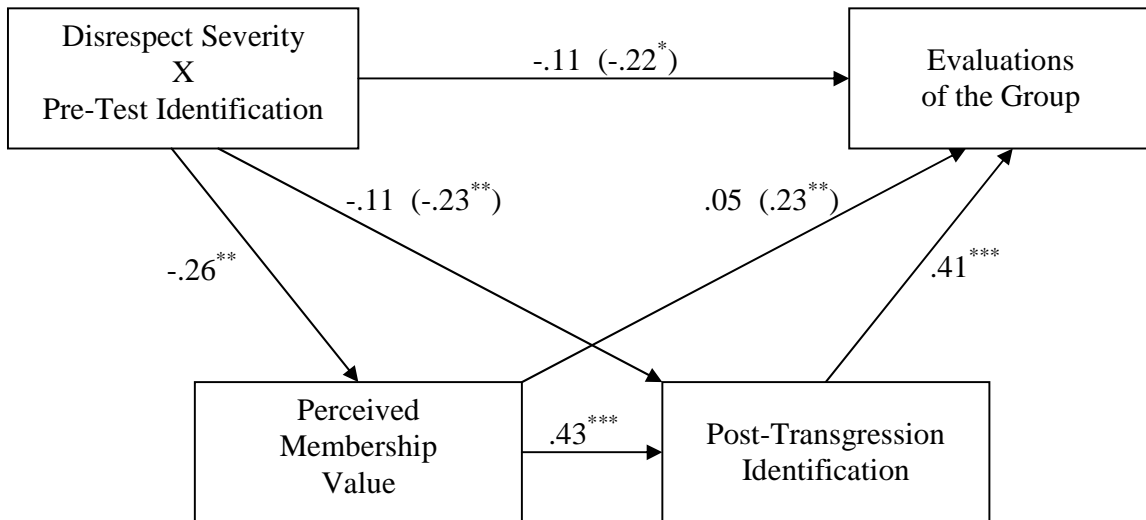 Disrespect Severity
X
Pre-Test Identification
-.11 (-.22*)
Evaluations
of the Group
-.11 (-.23**)
.05 (.23**)
-.26**
.41***
Perceived
Membership
Value
.43***
Post-Transgression
Identification